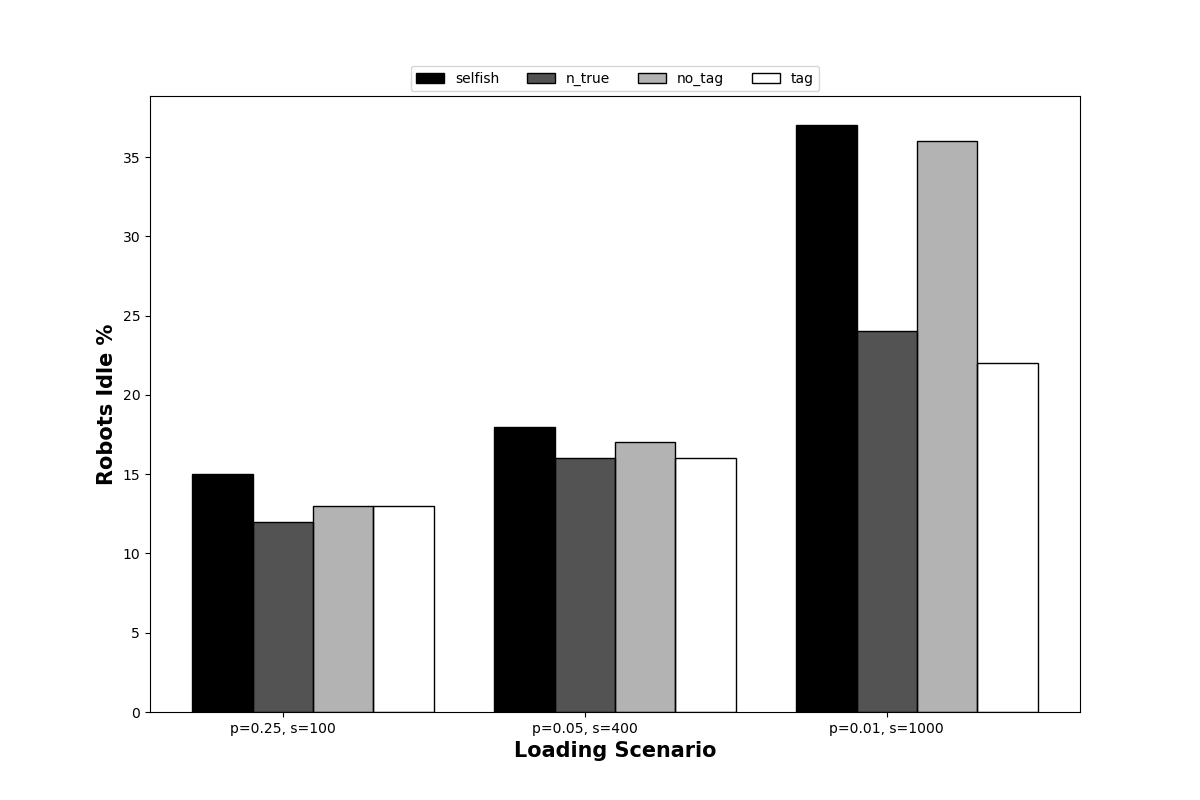 selfish n_true no_tag tag
Robots Idle %
35
30
25
20
15
10
5
0
p=0.25, s=100 p=0.05, s=400 p=0.01, s=1000
Loading Scenario